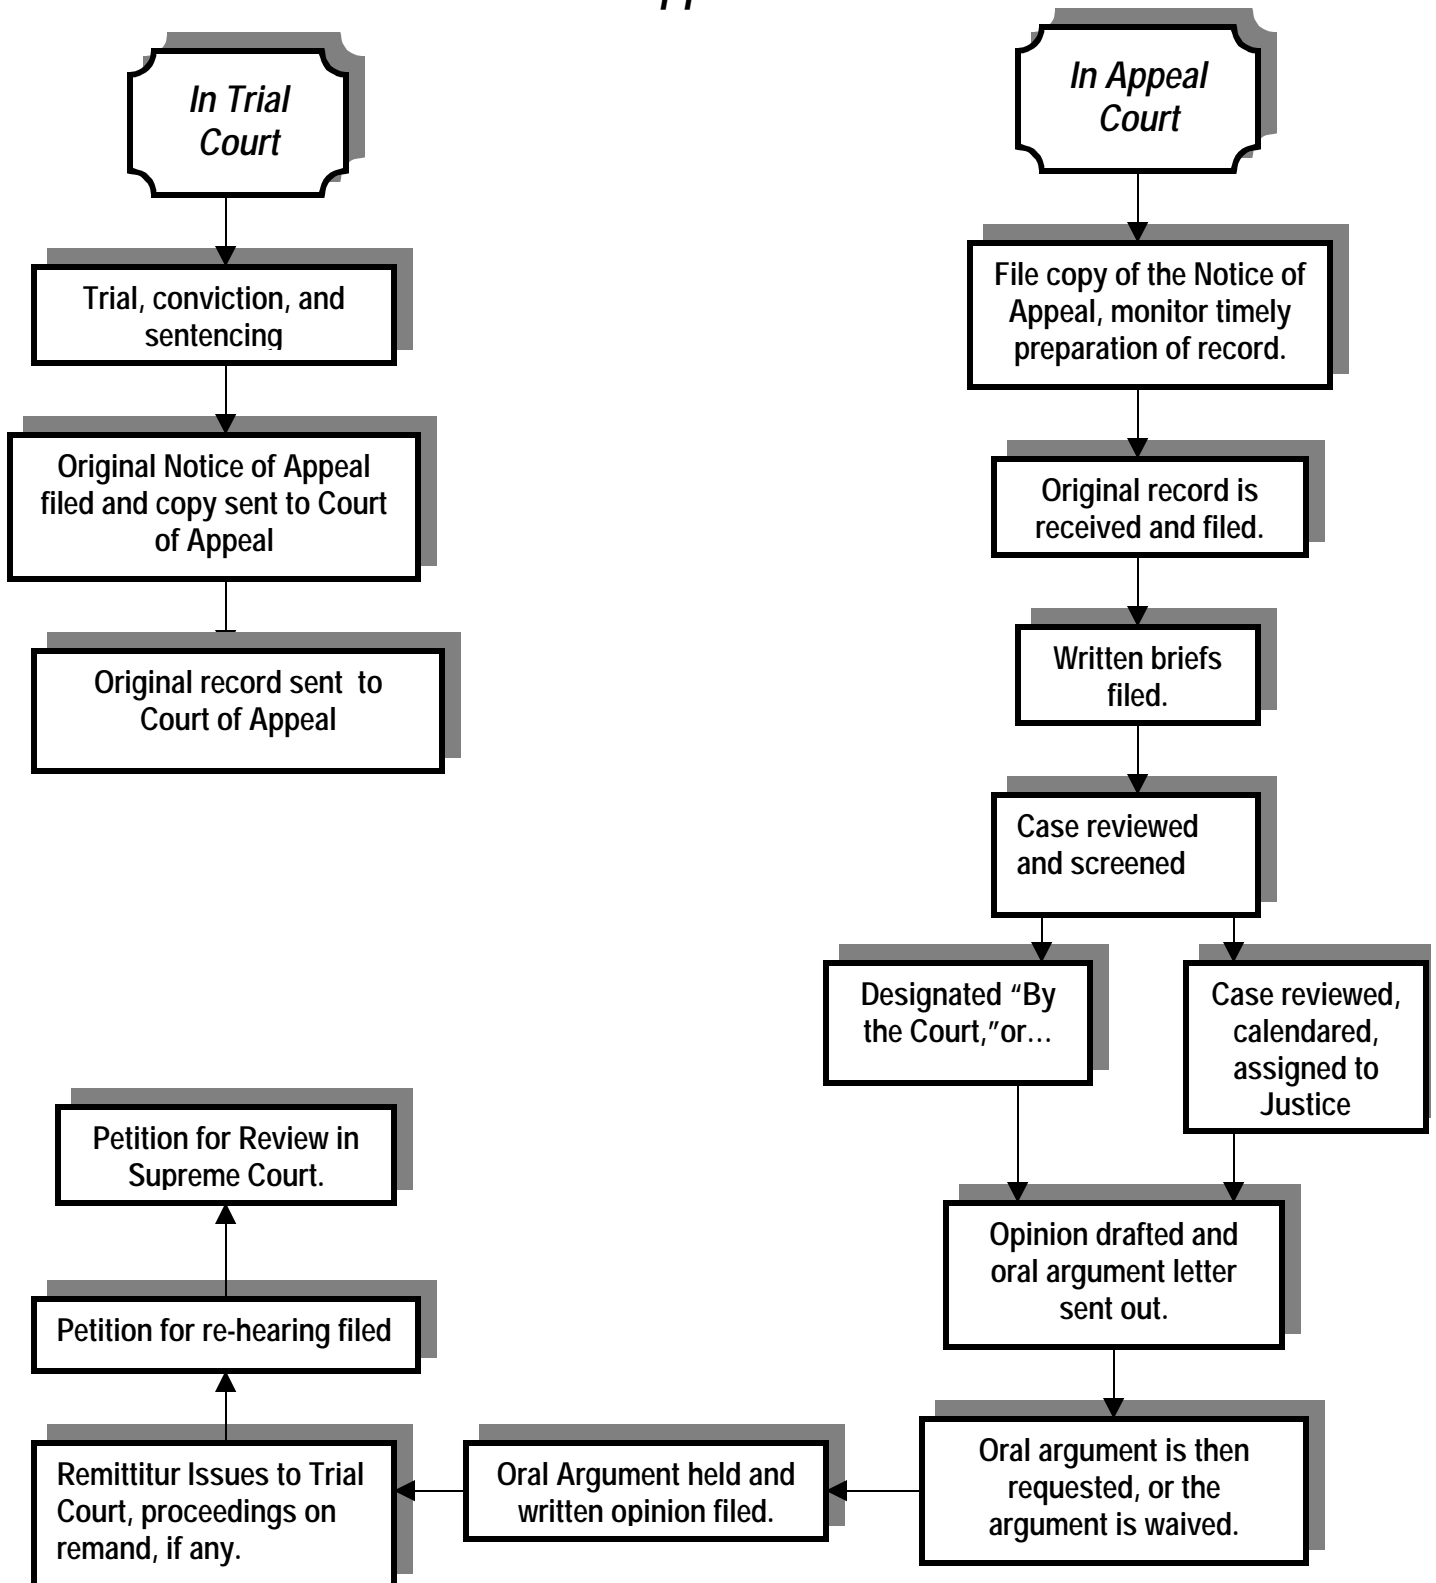 In Trial
Court
Trial, conviction, and
sentencing
Original Notice of Appeal
filed and copy sent to Court
of Appeal
Original record sent  to
Court of Appeal
In Appeal
Court
File copy of the Notice of
Appeal, monitor timely
preparation of record.
Original record is
received and filed.
Written briefs
filed.
Case reviewed
and screened
Designated “By
the Court,”or…
Case reviewed,
calendared,
assigned to
Justice
Opinion drafted and
oral argument letter
sent out.
Oral argument is then
requested, or the
argument is waived.
Oral Argument held and
written opinion filed.
Remittitur Issues to Trial
Court, proceedings on
remand, if any.
Petition for re-hearing filed
Petition for Review in
Supreme Court.